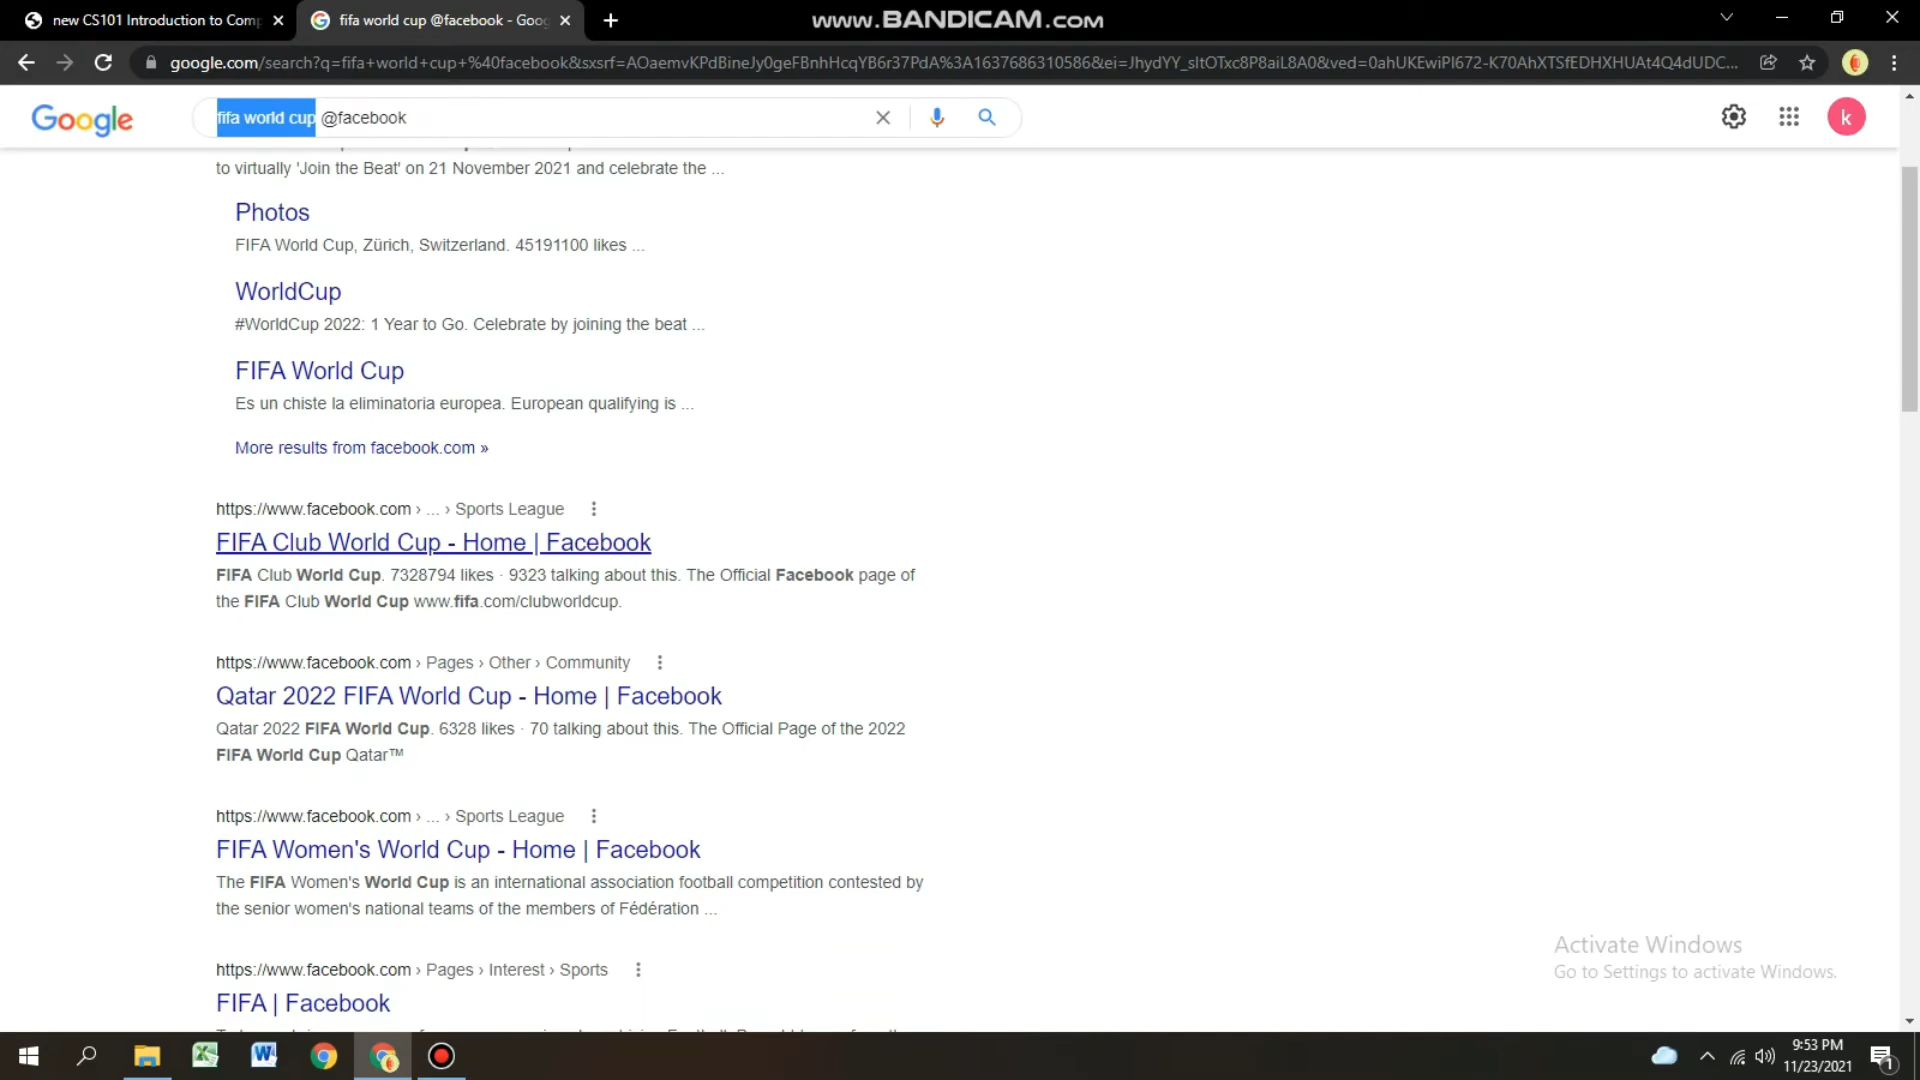 new CS101 Introduction to Comp
fifa world cup @facebook - Goog
www.BANDICAM.com
google.com/search?q=fifa+world+cup+%40facebook&sxsrf=AOaemvKPdBineJy0geFBnhHcqYB6r37PdA%3A1637686310586&ei=JhydYY_sItOTxc8P8aiL8A0&ved=0ahUKEwiPl672-K70AhXTSfEDHXHUAt4Q4dUDC...
Google
fifa world cup @facebook
k
to virtually 'Join the Beat' on 21 November 2021 and celebrate the ...
Photos
FIFA World Cup, Zürich, Switzerland. 45191100 likes ...
WorldCup
#WorldCup 2022: 1 Year to Go. Celebrate by joining the beat ...
FIFA World Cup
Es un chiste la eliminatoria europea. European qualifying is ...
More results from facebook.com »
https://www.facebook.com › ... › Sports League
FIFA Club World Cup - Home | Facebook
FIFA Club World Cup. 7328794 likes · 9323 talking about this. The Official Facebook page of
the FIFA Club World Cup www.fifa.com/clubworldcup.
https://www.facebook.com › Pages › Other › Community
Qatar 2022 FIFA World Cup - Home | Facebook
Qatar 2022 FIFA World Cup. 6328 likes · 70 talking about this. The Official Page of the 2022
FIFA World Cup Qatar™
https://www.facebook.com › ... › Sports League
FIFA Women's World Cup - Home | Facebook
The FIFA Women's World Cup is an international association football competition contested by
the senior women's national teams of the members of Fédération ...
https://www.facebook.com › Pages › Interest › Sports
FIFA | Facebook
Activate Windows
Go to Settings to activate Windows.
9:53 PM
11/23/2021
1